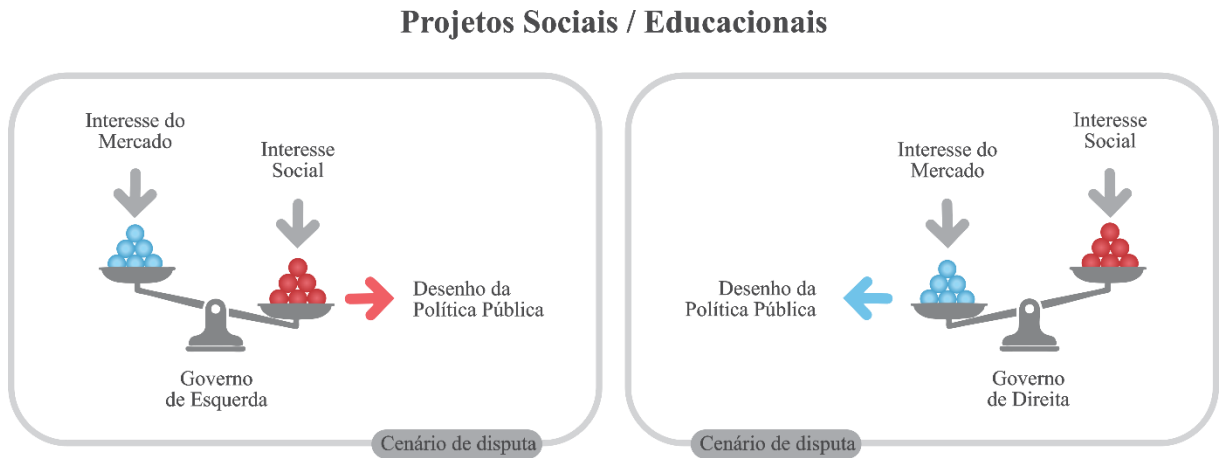 Projetos Sociais / Educacionais
Interesse do
Mercado
Interesse
Social
Desenho da
Política Pública
Governo
de Esquerda
Cenário de disputa
Interesse
Social
Interesse do
Mercado
Desenho da
Política Pública
Governo
de Direita
Cenário de disputa